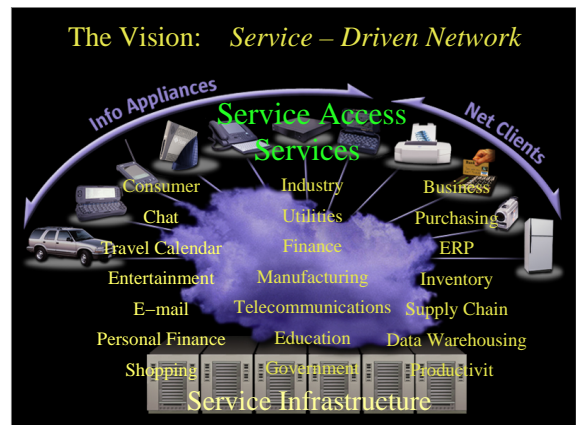 The Vision: Service – Driven Network
Info Appliances
Net Clients
Service Access
Services
Consumer Industry Business
Chat Utilities Purchasing
Travel Calendar Finance ERP
Entertainment Manufacturing Inventory
E–mail Telecommunications Supply Chain
Personal Finance Education Data Warehousing
Shopping Government Productivit
Service Infrastructure